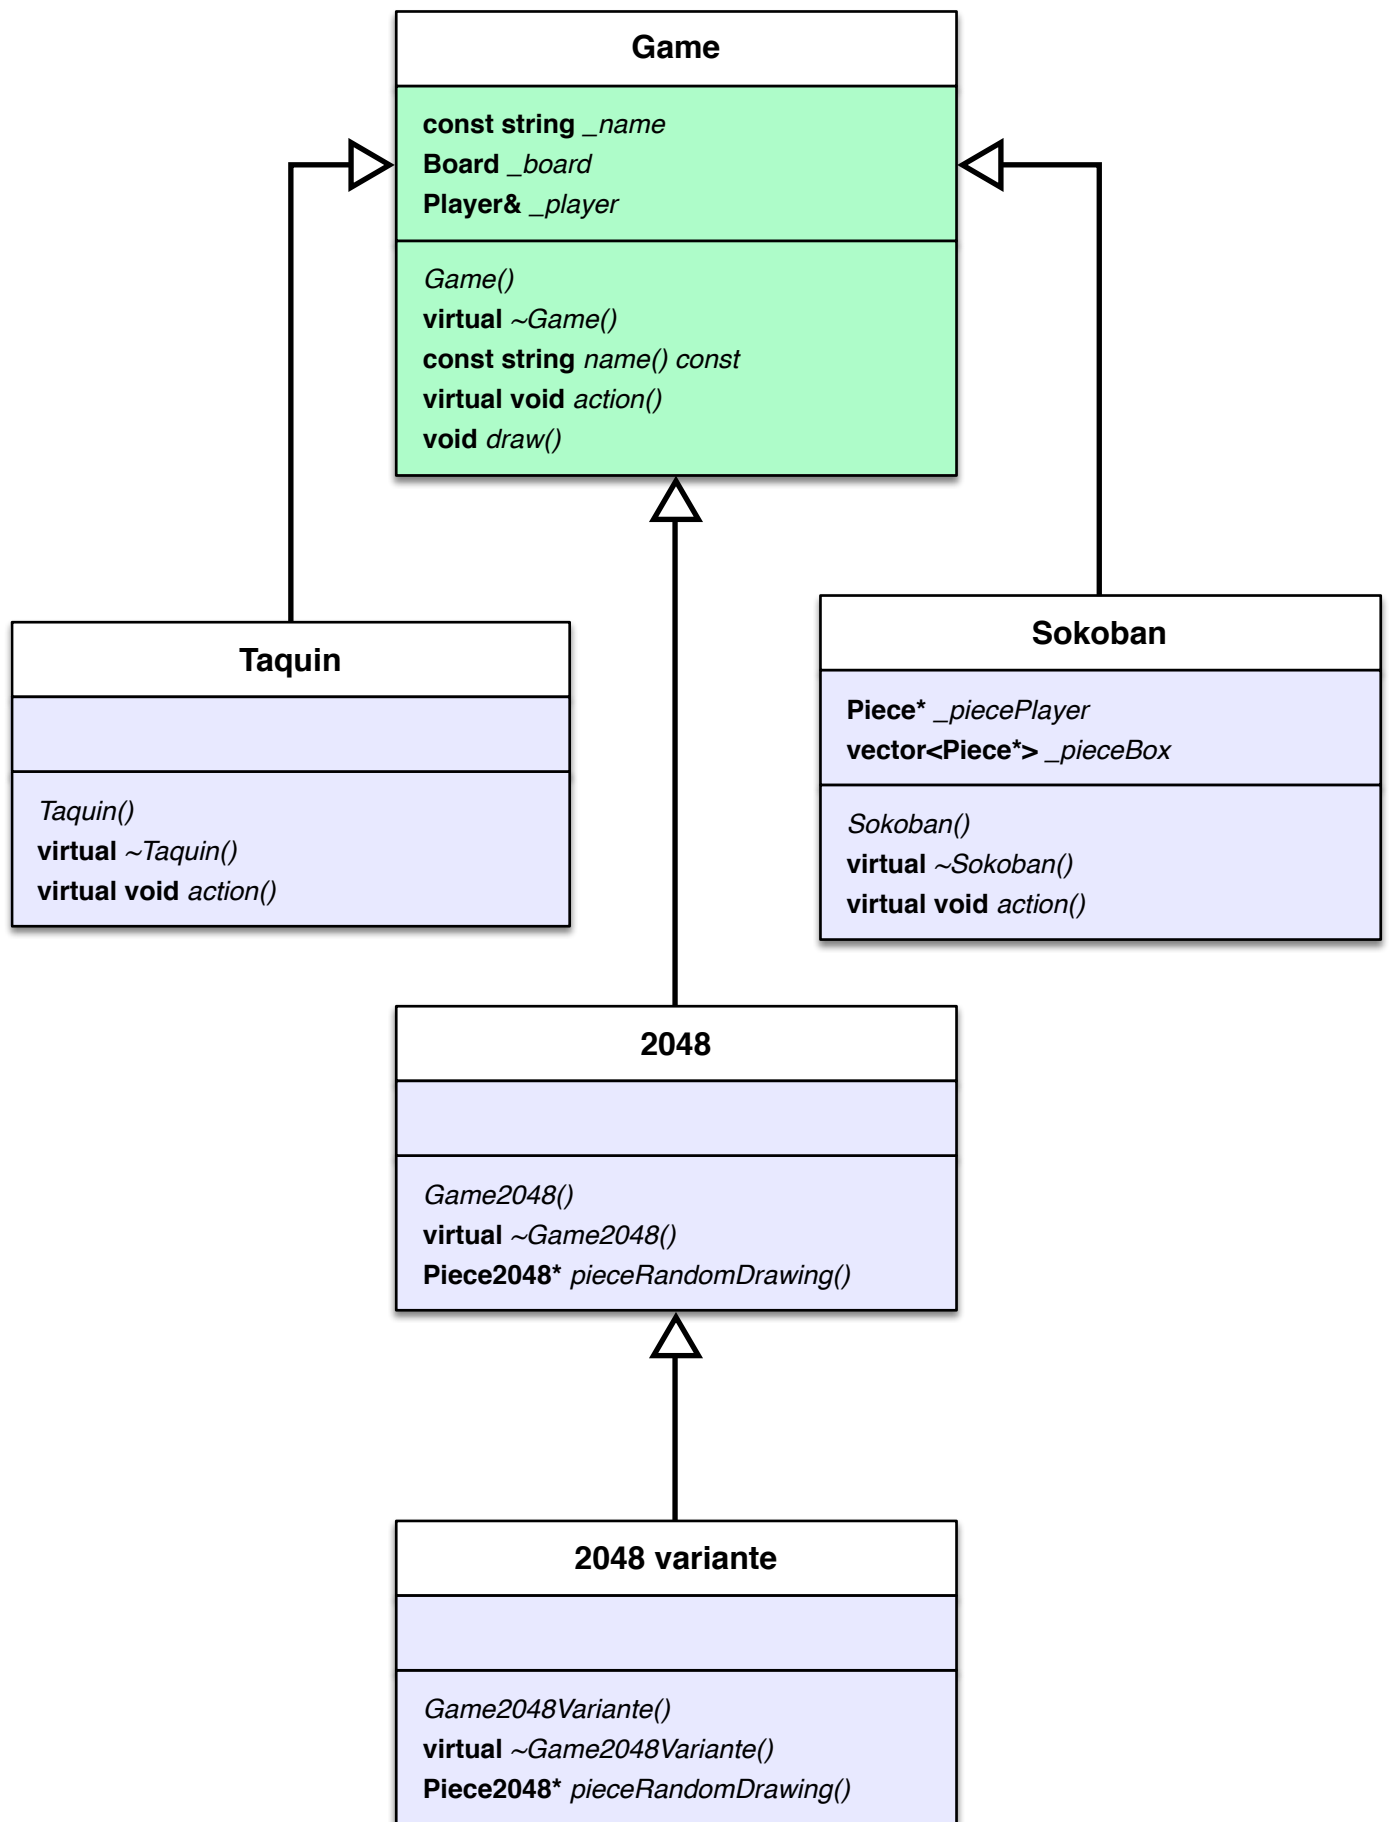 Game
const string _name
Board _board
Player& _player
Game()
virtual ~Game()
const string name() const
virtual void action()
void draw()
Taquin
Taquin()
virtual ~Taquin()
virtual void action()
Sokoban
Piece* _piecePlayer
vector<Piece*> _pieceBox
Sokoban()
virtual ~Sokoban()
virtual void action()
2048
Game2048()
virtual ~Game2048()
Piece2048* pieceRandomDrawing()
2048 variante
Game2048Variante()
virtual ~Game2048Variante()
Piece2048* pieceRandomDrawing()